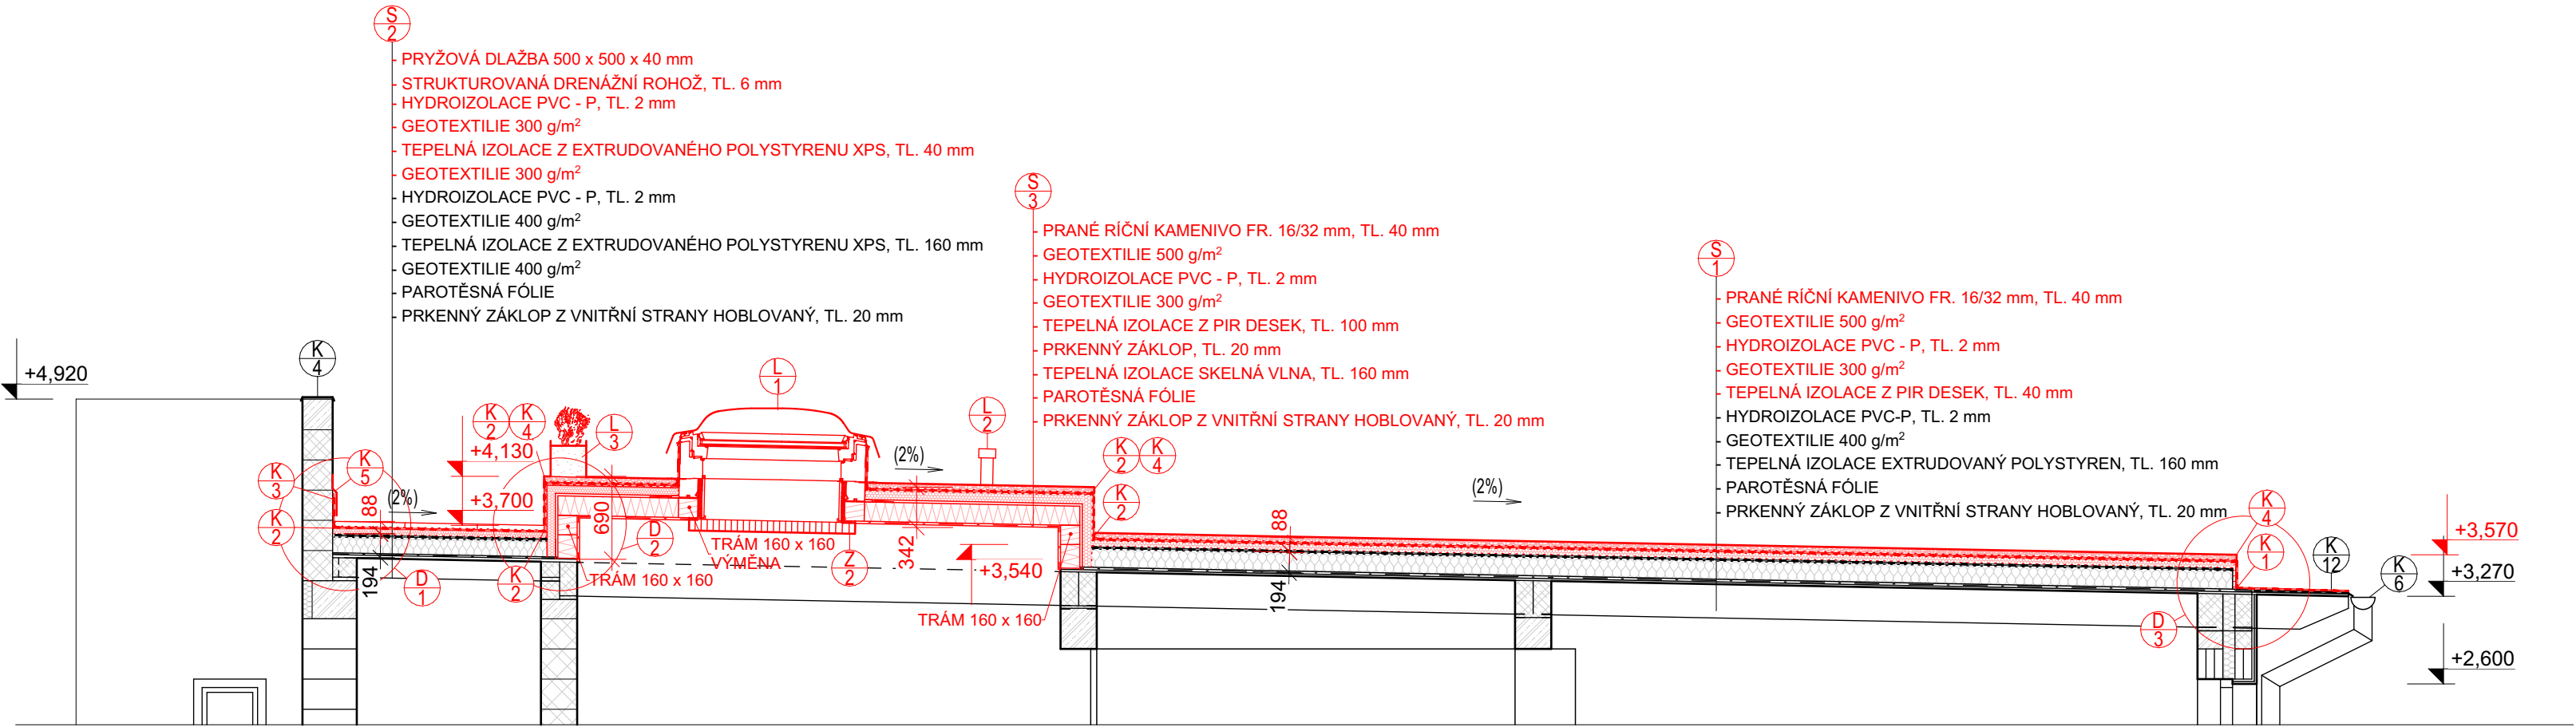 S
2
- PRYŽOVÁ DLAŽBA 500 x 500 x 40 mm
- STRUKTUROVANÁ DRENÁŽNÍ ROHOŽ, TL. 6 mm
- HYDROIZOLACE PVC - P, TL. 2 mm
- GEOTEXTILIE 300 g/m²
- TEPELNÁ IZOLACE Z EXTRUDOVANÉHO POLYSTYRENU XPS, TL. 40 mm
- GEOTEXTILIE 300 g/m²
- HYDROIZOLACE PVC - P, TL. 2 mm
- GEOTEXTILIE 400 g/m²
- TEPELNÁ IZOLACE Z EXTRUDOVANÉHO POLYSTYRENU XPS, TL. 160 mm
- GEOTEXTILIE 400 g/m²
- PAROTĚSNÁ FÓLIE
- PRKENNÝ ZÁKLOP Z VNITŘNÍ STRANY HOBLOVANÝ, TL. 20 mm
S
3
- PRANÉ RÍČNÍ KAMENIVO FR. 16/32 mm, TL. 40 mm
- GEOTEXTILIE 500 g/m²
- HYDROIZOLACE PVC - P, TL. 2 mm
- GEOTEXTILIE 300 g/m²
- TEPELNÁ IZOLACE Z PIR DESEK, TL. 100 mm
- PRKENNÝ ZÁKLOP, TL. 20 mm
- TEPELNÁ IZOLACE SKELNÁ VLNA, TL. 160 mm
- PAROTĚSNÁ FÓLIE
- PRKENNÝ ZÁKLOP Z VNITŘNÍ STRANY HOBLOVANÝ, TL. 20 mm
S
1
- PRANÉ RÍČNÍ KAMENIVO FR. 16/32 mm, TL. 40 mm
- GEOTEXTILIE 500 g/m²
- HYDROIZOLACE PVC - P, TL. 2 mm
- GEOTEXTILIE 300 g/m²
- TEPELNÁ IZOLACE Z PIR DESEK, TL. 40 mm
- HYDROIZOLACE PVC-P, TL. 2 mm
- GEOTEXTILIE 400 g/m²
- TEPELNÁ IZOLACE EXTRUDOVANÝ POLYSTYREN, TL. 160 mm
- PAROTĚSNÁ FÓLIE
- PRKENNÝ ZÁKLOP Z VNITŘNÍ STRANY HOBLOVANÝ, TL. 20 mm
+4,920
K
4
K
3
K
5
K
2
88
(2%)
194
D
1
K
2
K
4
+4,130
+3,700
L
3
L
1
L
2
(2%)
690
D
2
K
2
TRÁM 160 x 160
TRÁM 160 x 160
VÝMĚNA
Z
2
342
+3,540
TRÁM 160 x 160
K
2
K
4
K
2
88
194
(2%)
K
4
K
1
D
3
K
12
K
6
+3,570
+3,270
+2,600